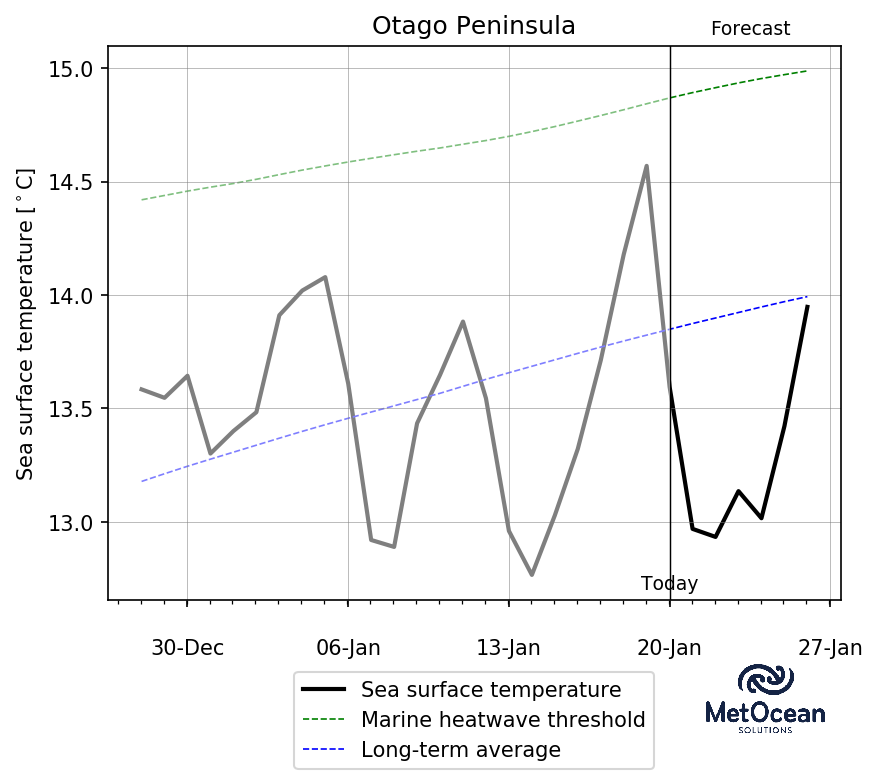 Otago Peninsula
Forecast
15.0
14.5
14.0
13.5
13.0
Sea surface temperature [°C]
Today
30-Dec 06-Jan 13-Jan 20-Jan 27-Jan
Sea surface temperature
Marine heatwave threshold
Long-term average
MetOcean
SOLUTIONS